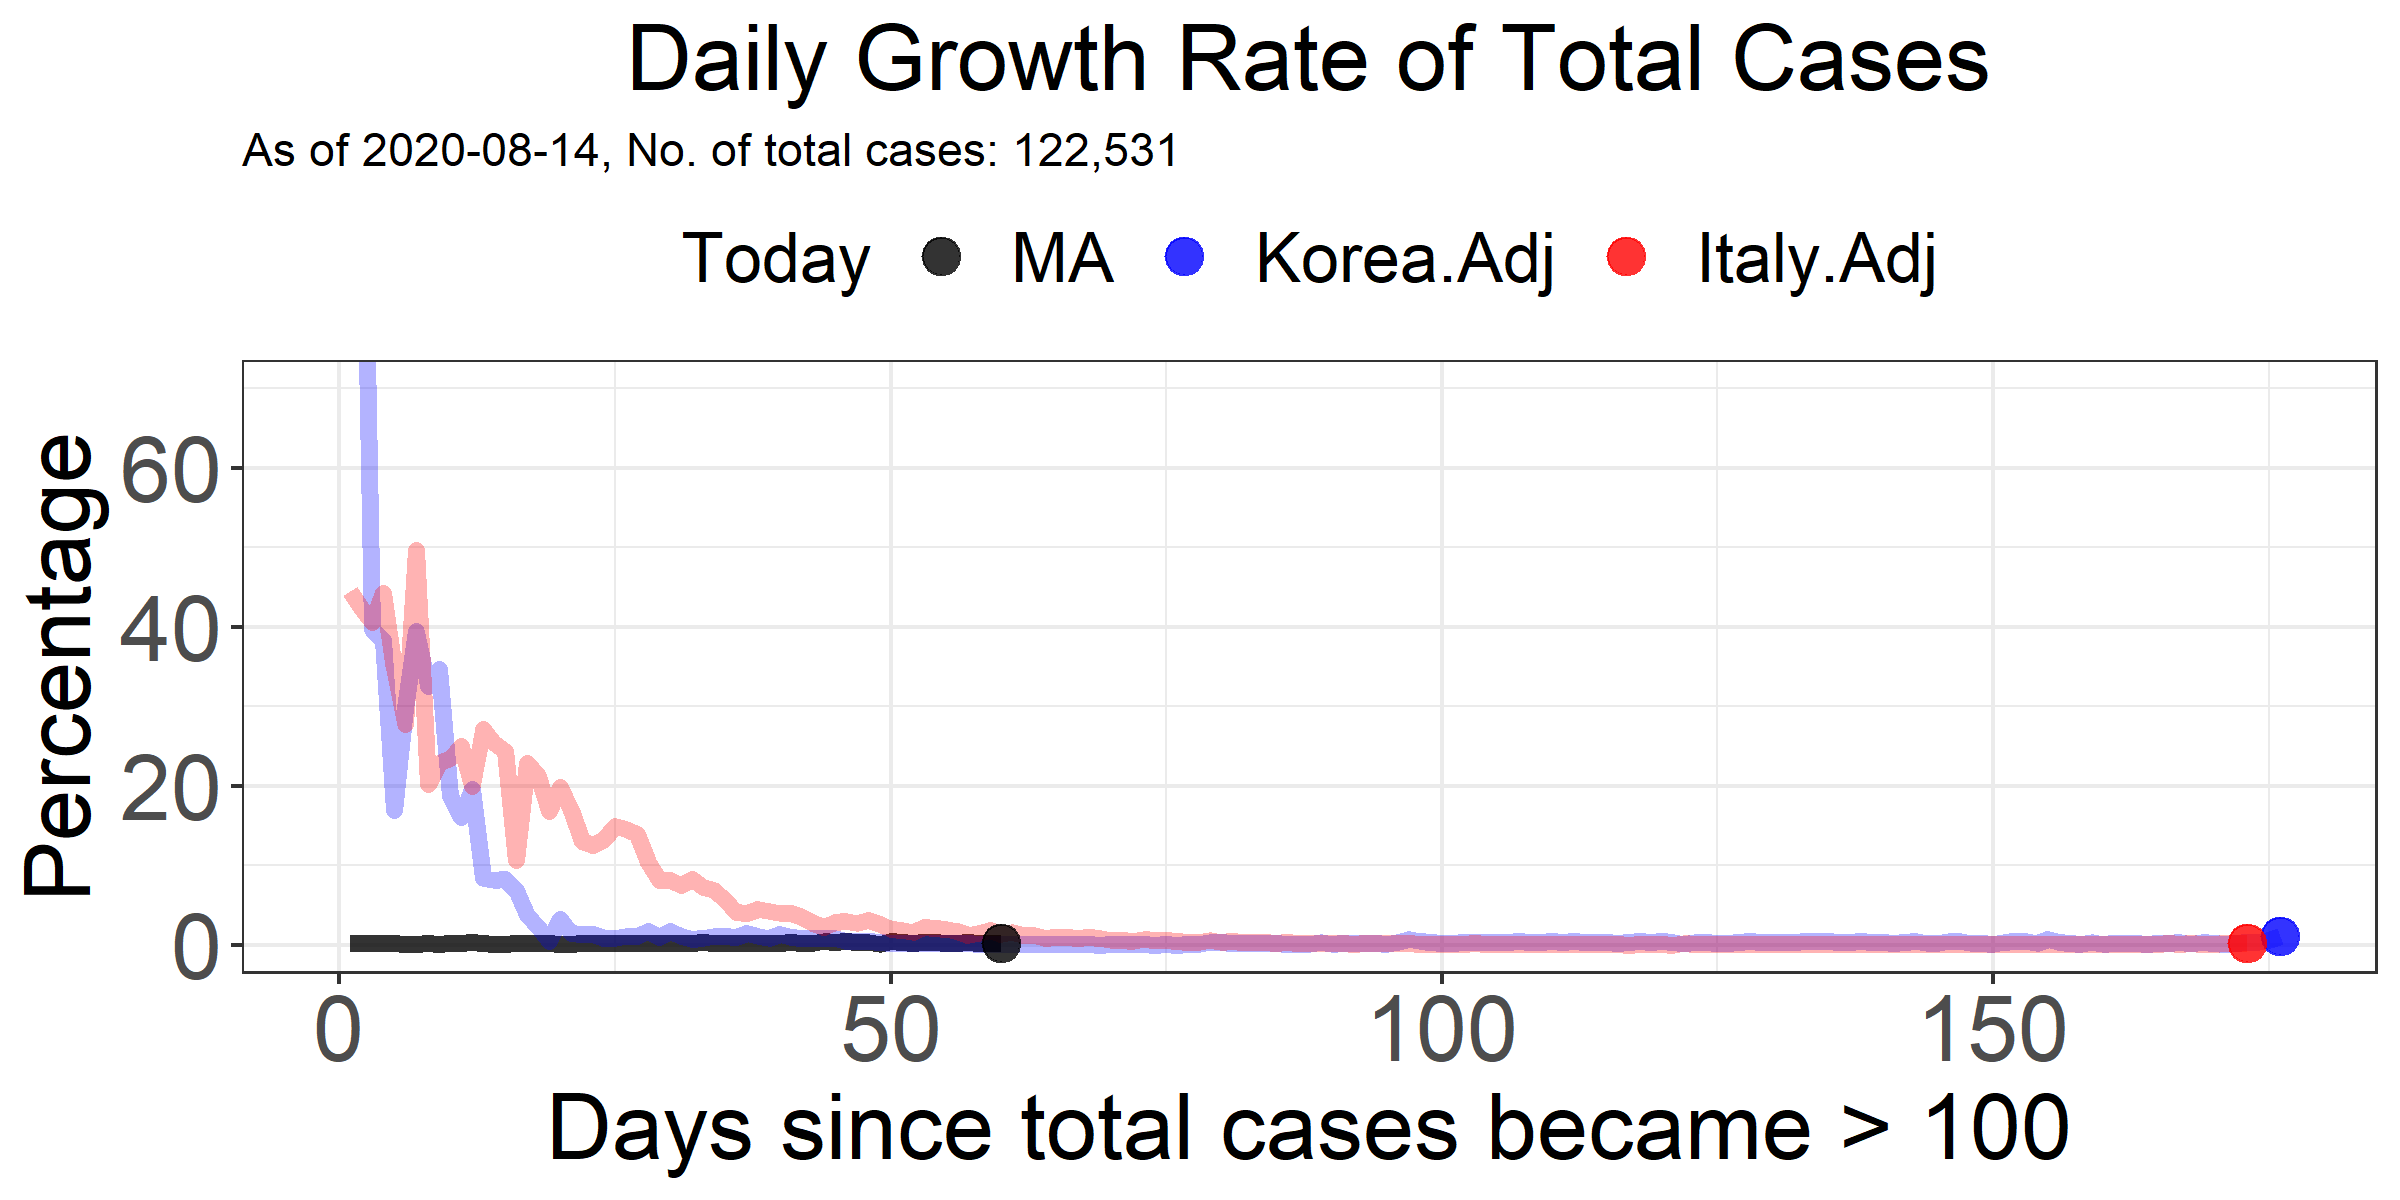 Daily Growth Rate of Total Cases
As of 2020-08-14, No. of total cases: 122,531
Today MA Korea.Adj Italy.Adj
Percentage
60
40
20
0
0 50 100 150
Days since total cases became > 100